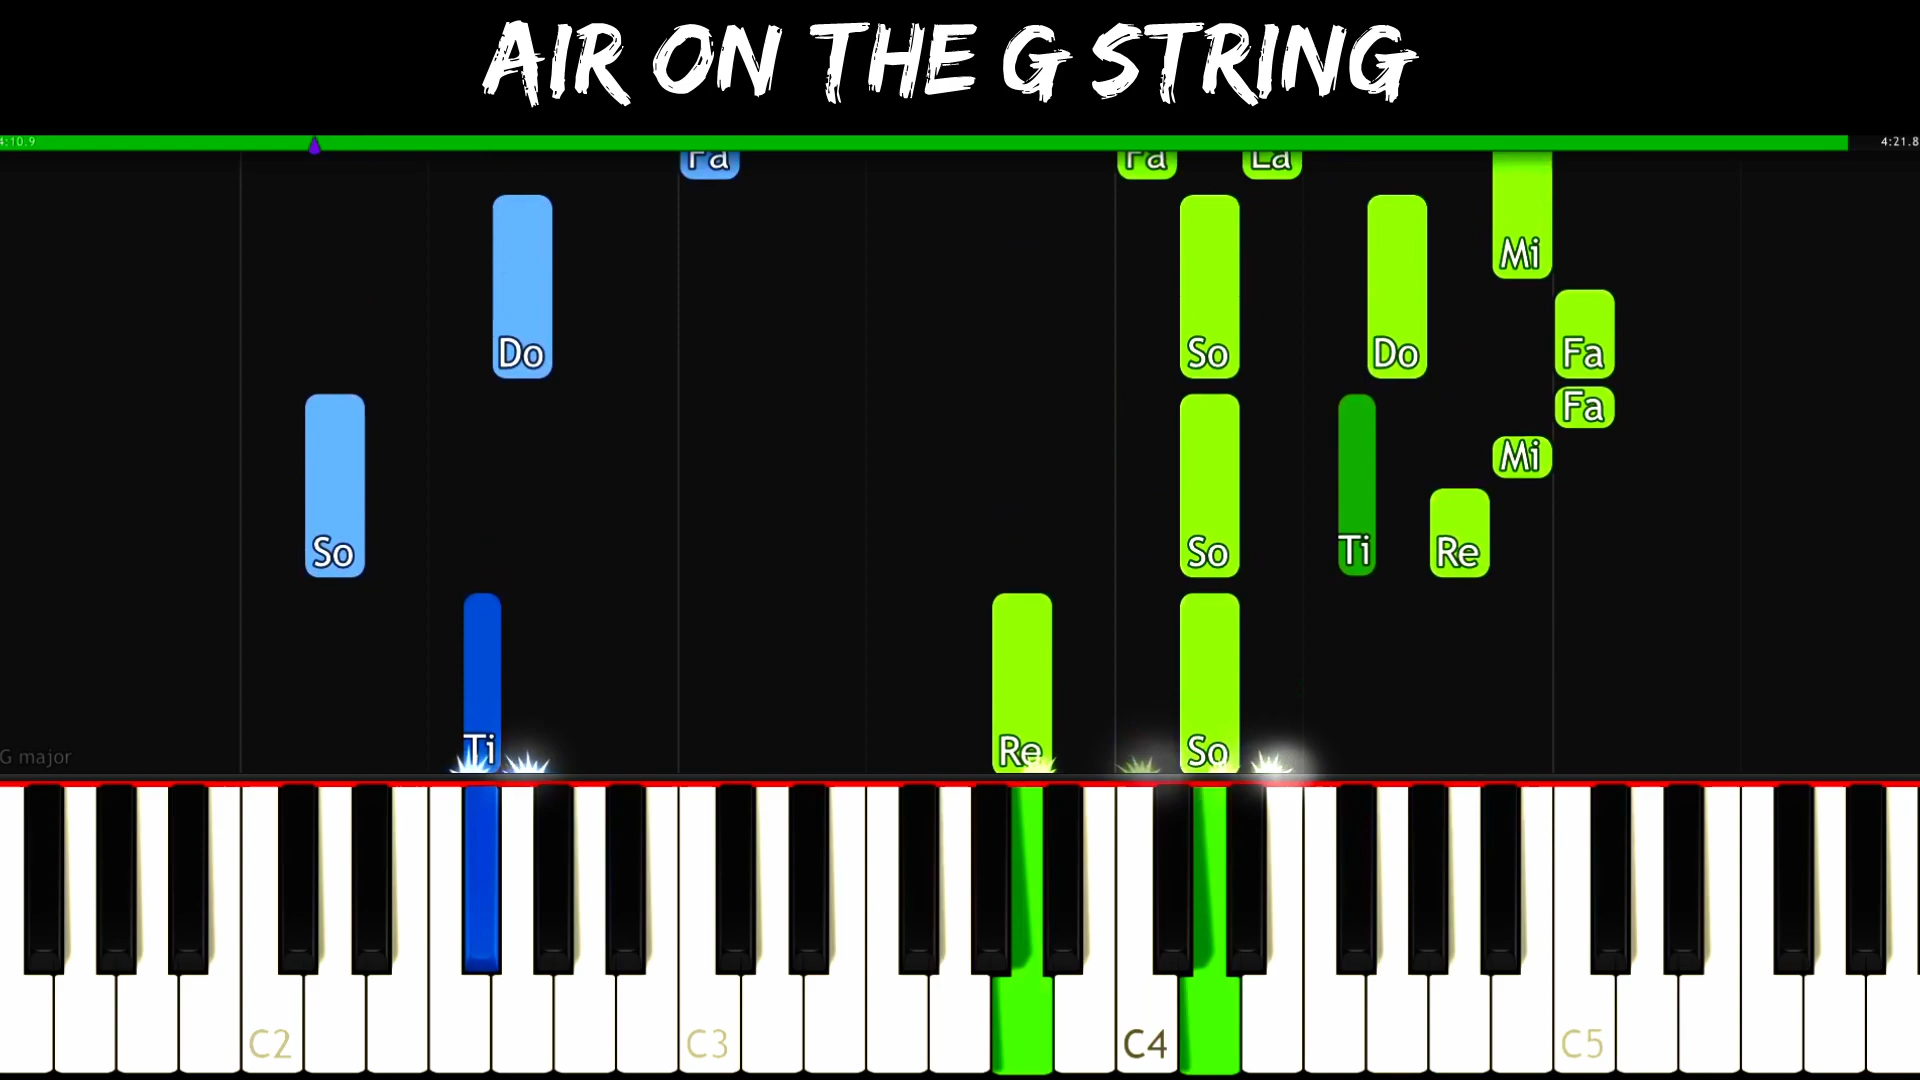 AIR ON THE G STRING
4:10.9 4:21.8
Fa Fa La
Mi
Do So Do Fa
Fa
Mi
So So Ti Re
Ti Re So
G major
C2 C3 C4 C5